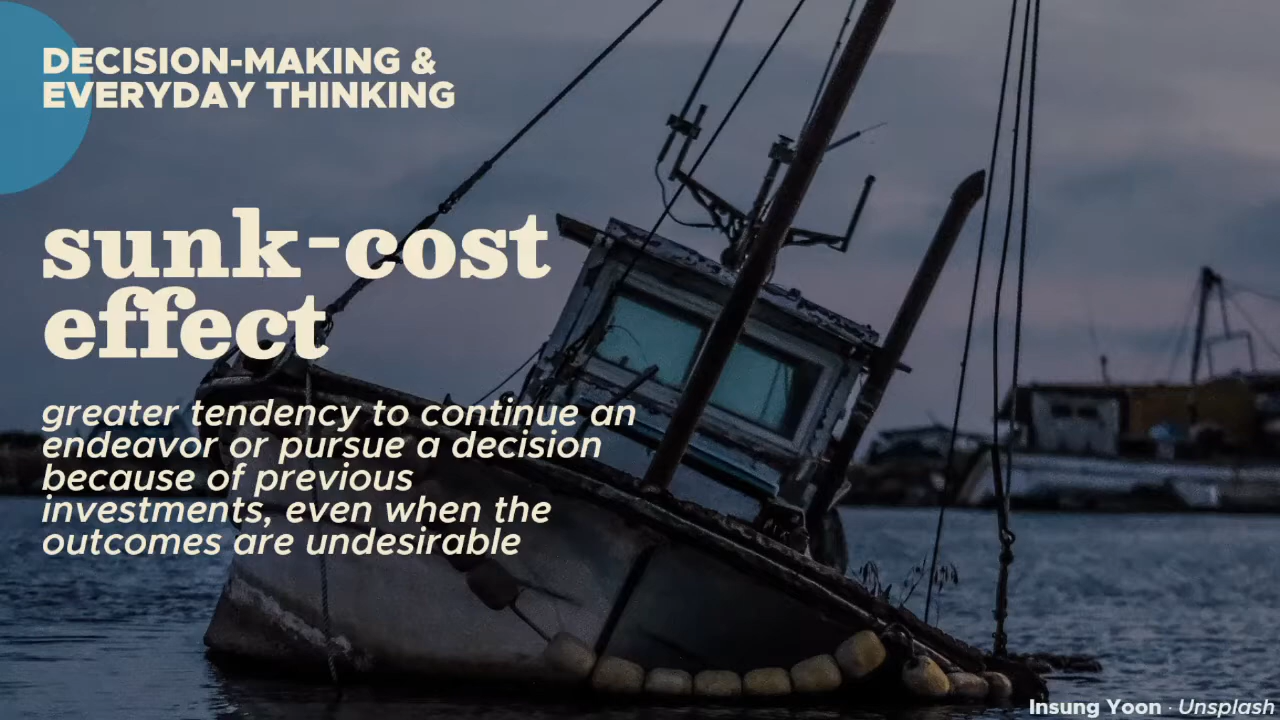 DECISION-MAKING &
EVERYDAY THINKING
sunk-cost
effect
greater tendency to continue an
endeavor or pursue a decision
because of previous
investments, even when the
outcomes are undesirable
Insung Yoon · Unsplash